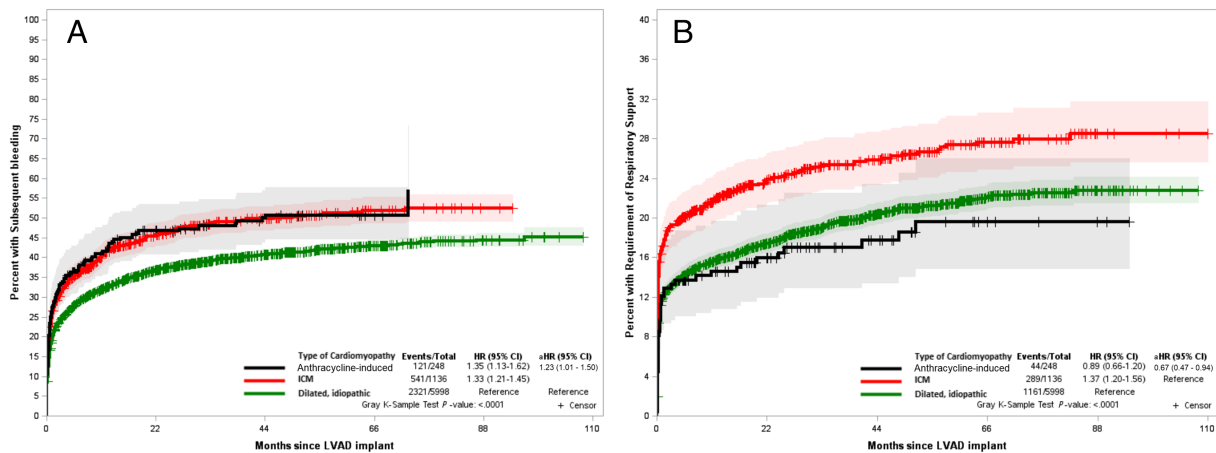 A
Percent with Subsequent bleeding
100
95
90
85
80
75
70
65
60
55
50
45
40
35
30
25
20
15
10
5
0
Type of Cardiomyopathy Events/Total HR (95% CI) aHR (95% CI)
Anthracycline-induced 121/248 1.35 (1.13-1.62) 1.23 (1.01 - 1.50)
ICM 541/1136 1.33 (1.21-1.45)
Dilated, idiopathic 2321/5998 Reference Reference
Gray K-Sample Test P -value: <.0001 + Censor
0 22 44 66 88 110
Months since LVAD implant
B
Percent with Requirement of Respiratory Support
40
36
32
28
24
20
16
12
8
4
0
Type of Cardiomyopathy Events/Total HR (95% CI) aHR (95% CI)
Anthracycline-induced 44/248 0.89 (0.66-1.20) 0.67 (0.47 - 0.94)
ICM 289/1136 1.37 (1.20-1.56) Reference
Dilated, idiopathic 1161/5998 Reference
Gray K-Sample Test P -value: <.0001 + Censor
0 22 44 66 88 110
Months since LVAD implant